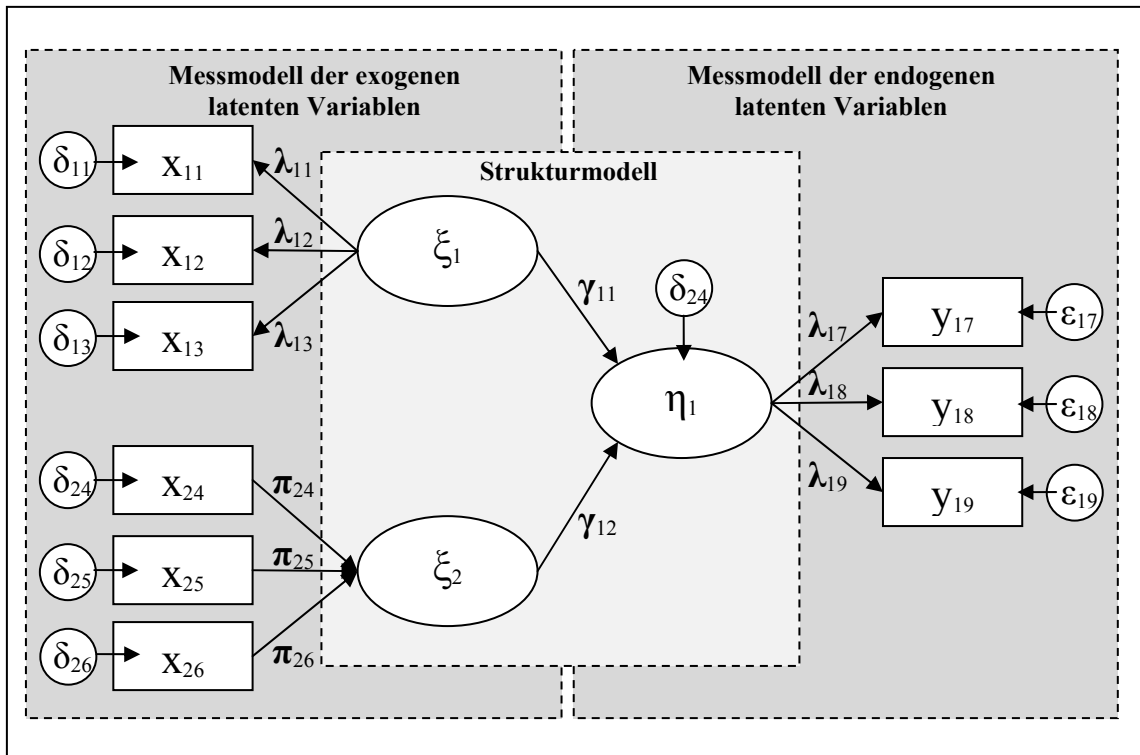 Messmodell der exogenen
latenten Variablen
Messmodell der endogenen
latenten Variablen
Strukturmodell
δ11 x11 λ11
δ12 x12 λ12
δ13 x13 λ13
ξ1
γ11
δ24
η1
δ24 x24 π24
δ25 x25 π25
δ26 x26 π26
ξ2
γ12
λ17 y17 ε17
λ18 y18 ε18
λ19 y19 ε19